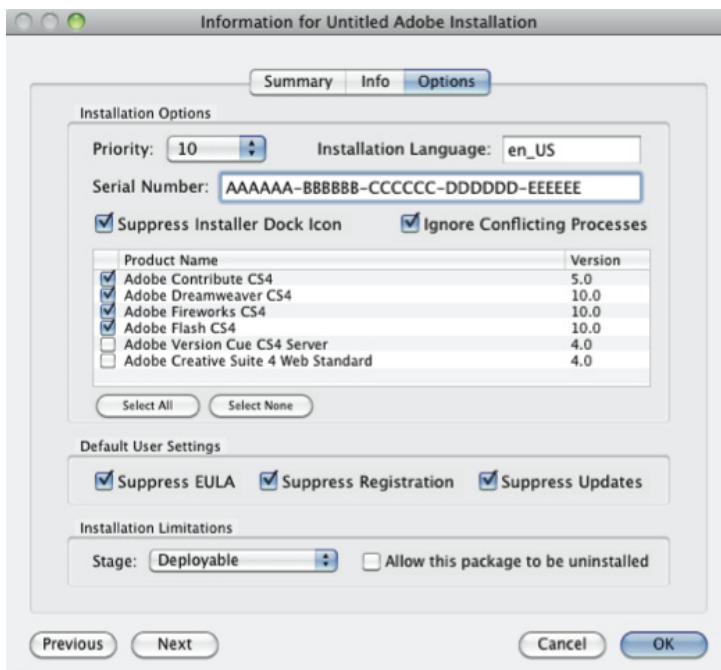 Information for Untitled Adobe Installation
Summary Info Options
Installation Options
Priority: 10 Installation Language: en_US
Serial Number: AAAAAA-BBBBBB-CCCCCC-DDDDDD-EEEEEE
Suppress Installer Dock Icon Ignore Conflicting Processes
Product Name Version
Adobe Contribute CS4 5.0
Adobe Dreamweaver CS4 10.0
Adobe Fireworks CS4 10.0
Adobe Flash CS4 10.0
Adobe Version Cue CS4 Server 4.0
Adobe Creative Suite 4 Web Standard 4.0
Select All Select None
Default User Settings
Suppress EULA Suppress Registration Suppress Updates
Installation Limitations
Stage: Deployable Allow this package to be uninstalled
Previous Next Cancel OK